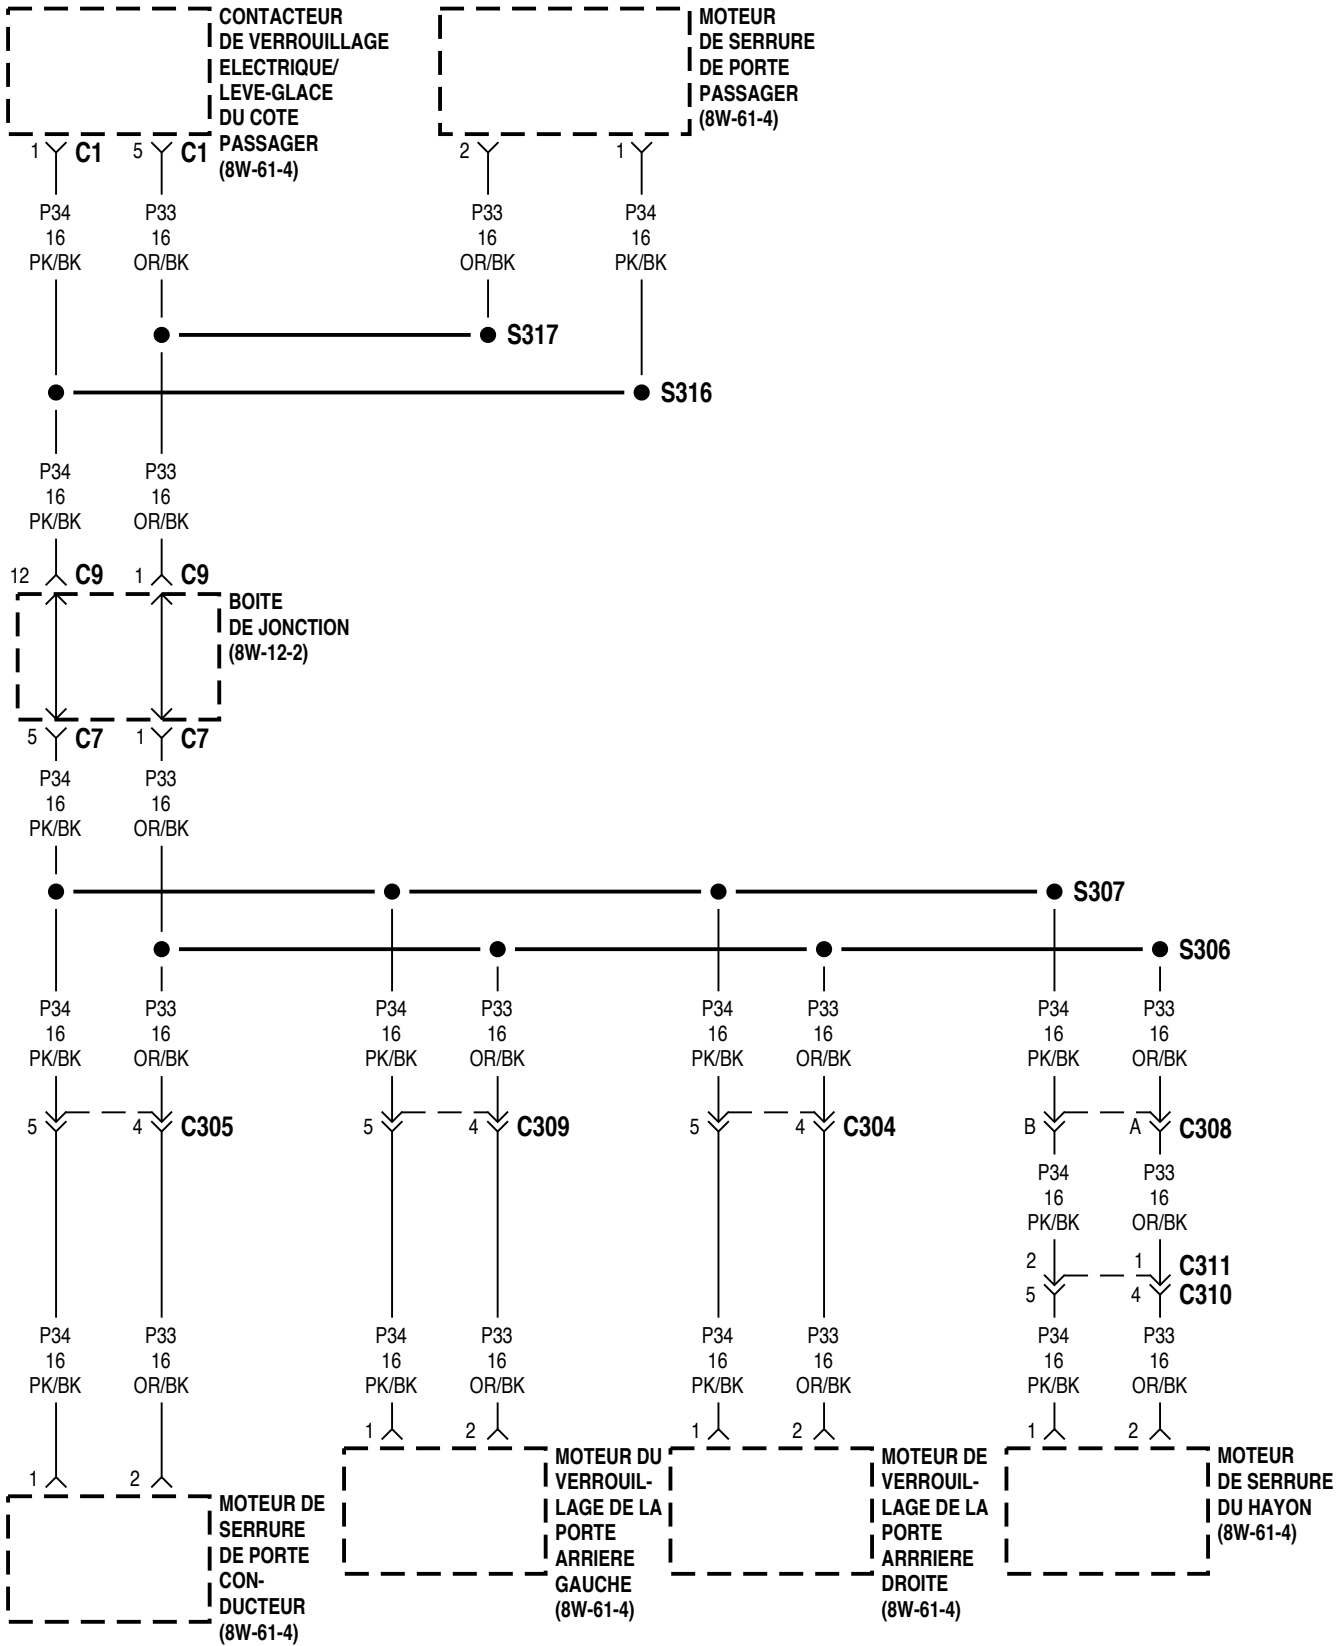 CONTACTEUR
DE VERROUILLAGE
ELECTRIQUE/
LEVE-GLACE
DU COTE
PASSAGER
(8W-61-4)
MOTEUR
DE SERRURE
DE PORTE
PASSAGER
(8W-61-4)
1 C1 5 C1 2 1
P34 P33 P33 P34
16 16 16 16
PK/BK OR/BK OR/BK PK/BK
S317
S316
P34 P33
16 16
PK/BK OR/BK
12 C9 1 C9
BOITE
DE JONCTION
(8W-12-2)
5 C7 1 C7
P34 P33
16 16
PK/BK OR/BK
S307
S306
P34 P33 P34 P33 P34 P33 P34 P33
16 16 16 16 16 16 16 16
PK/BK OR/BK PK/BK OR/BK PK/BK OR/BK PK/BK OR/BK
5 4 C305 5 4 C309 5 4 C304 B A C308
P34 P33
16 16
PK/BK OR/BK
2 1 C311
5 4 C310
P34 P33 P34 P33 P34 P33 P34 P33
16 16 16 16 16 16 16 16
PK/BK OR/BK PK/BK OR/BK PK/BK OR/BK PK/BK OR/BK
1 2 1 2 1 2
1 2
MOTEUR DE
SERRURE
DE PORTE
CON-
DUCTEUR
(8W-61-4)
MOTEUR DU
VERROUIL-
LAGE DE LA
PORTE
ARRIERE
GAUCHE
(8W-61-4)
MOTEUR DE
VERROUIL-
LAGE DE LA
PORTE
ARRRIERE
DROITE
(8W-61-4)
MOTEUR
DE SERRURE
DU HAYON
(8W-61-4)